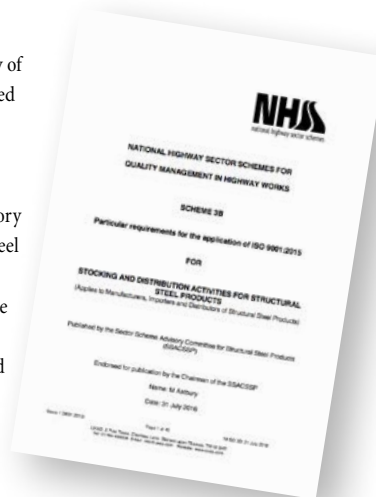 of
ed
ory
eel
e
d
NHSS
national highway sector schemes
NATIONAL HIGHWAY SECTOR SCHEMES FOR
QUALITY MANAGEMENT IN HIGHWAY WORKS
SCHEME 3B
Particular requirements for the application of ISO 9001:2015
FOR
STOCKING AND DISTRIBUTION ACTIVITIES FOR STRUCTURAL
STEEL PRODUCTS
(Applies to Manufacturers, Importers and Distributors of Structural Steel Products)
Published by the Sector Scheme Advisory Committee for Structural Steel Products
(SSACSSP)
Endorsed for publication by the Chairman of the SSACSSP
Name: M Asbury
Date: 31 July 2016